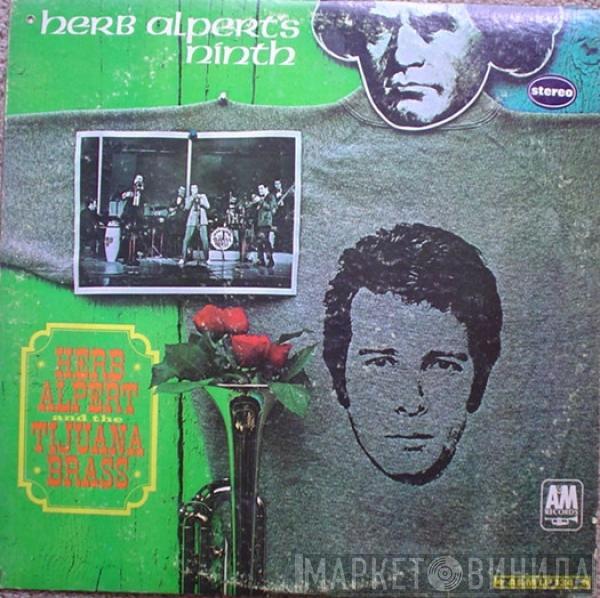 herb alpert's
ninth
stereo
HERB
ALPERT
and the
TIJUANA
BRASS
A&M
RECORDS
МАРКЕТ ВИНИЛА